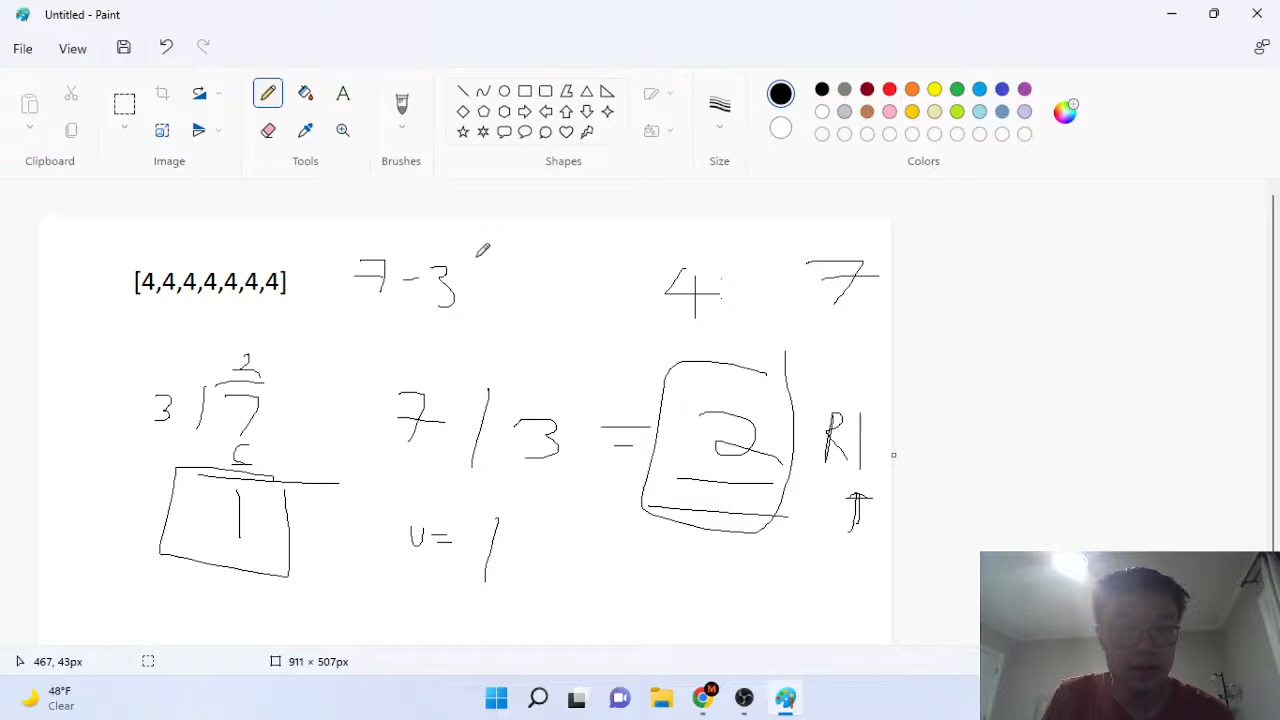 Untitled - Paint
File View
Clipboard Image Tools Brushes Shapes Size Colors
[4,4,4,4,4,4,4] 7 - 3 4 7
2
3 7 7 / 3 = 2 R1
6
1 u = /
467, 43px 911 × 507px
48°F
Clear
M